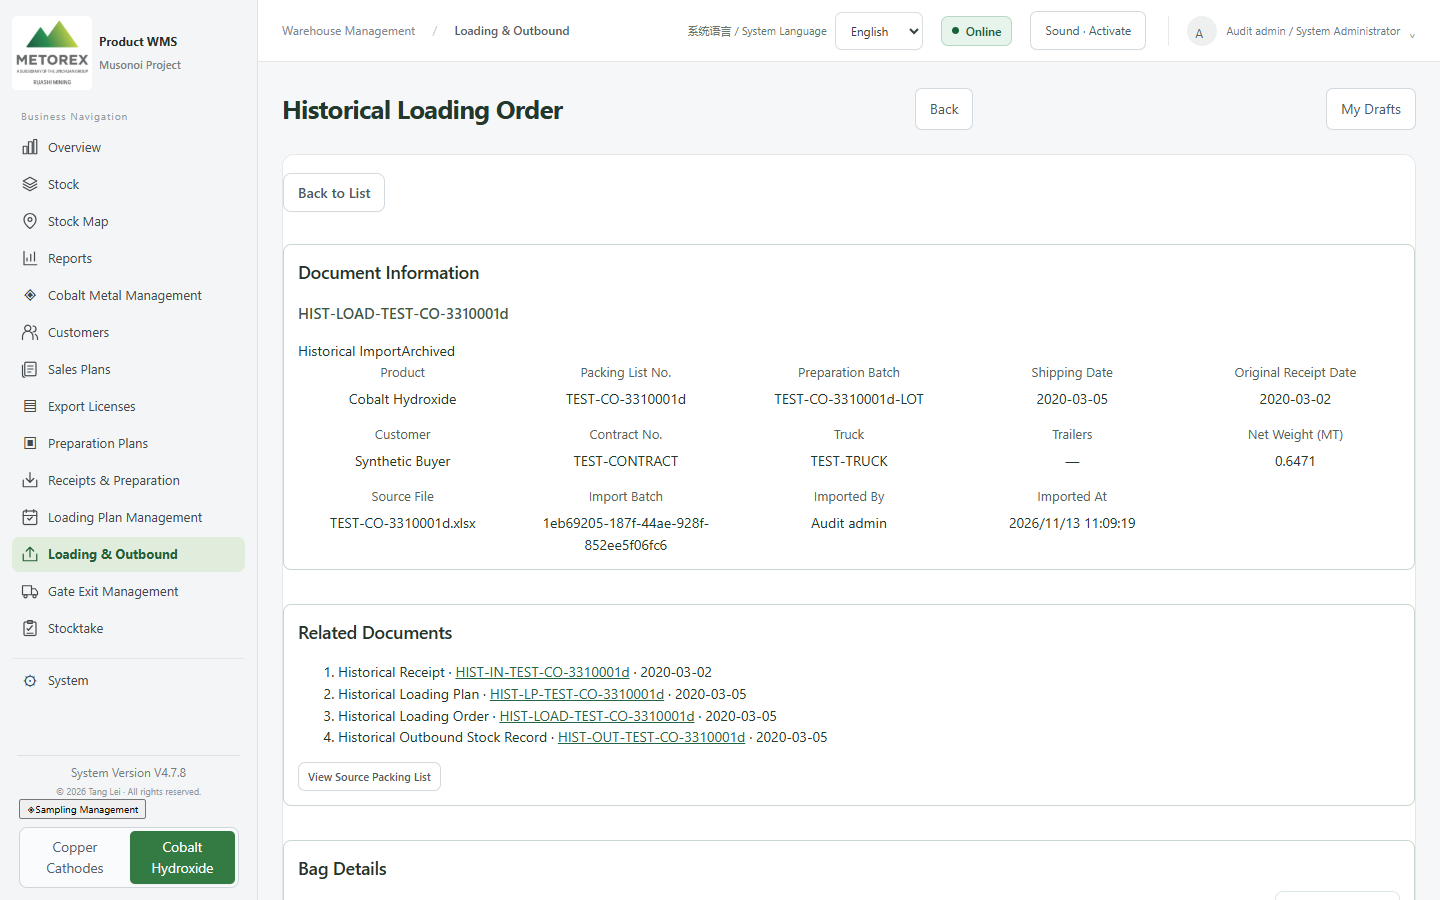 METOREX
A SUBSIDIARY OF THE JINCHUAN GROUP
RUASHI MINING
Product WMS
Musonoi Project
Business Navigation
Overview
Stock
Stock Map
Reports
Cobalt Metal Management
Customers
Sales Plans
Export Licenses
Preparation Plans
Receipts & Preparation
Loading Plan Management
Loading & Outbound
Gate Exit Management
Stocktake
System
System Version V4.7.8
© 2026 Tang Lei · All rights reserved.
Sampling Management
Copper Cathodes
Cobalt Hydroxide
Warehouse Management / Loading & Outbound
系统语言 / System Language
English
Online
Sound · Activate
A
Audit admin / System Administrator
Historical Loading Order
Back
My Drafts
Back to List
Document Information
HIST-LOAD-TEST-CO-3310001d
Historical ImportArchived
Product Packing List No. Preparation Batch Shipping Date Original Receipt Date
Cobalt Hydroxide TEST-CO-3310001d TEST-CO-3310001d-LOT 2020-03-05 2020-03-02
Customer Contract No. Truck Trailers Net Weight (MT)
Synthetic Buyer TEST-CONTRACT TEST-TRUCK — 0.6471
Source File Import Batch Imported By Imported At
TEST-CO-3310001d.xlsx 1eb69205-187f-44ae-928f- Audit admin 2026/11/13 11:09:19
852ee5f06fc6
Related Documents
1. Historical Receipt · HIST-IN-TEST-CO-3310001d · 2020-03-02
2. Historical Loading Plan · HIST-LP-TEST-CO-3310001d · 2020-03-05
3. Historical Loading Order · HIST-LOAD-TEST-CO-3310001d · 2020-03-05
4. Historical Outbound Stock Record · HIST-OUT-TEST-CO-3310001d · 2020-03-05
View Source Packing List
Bag Details